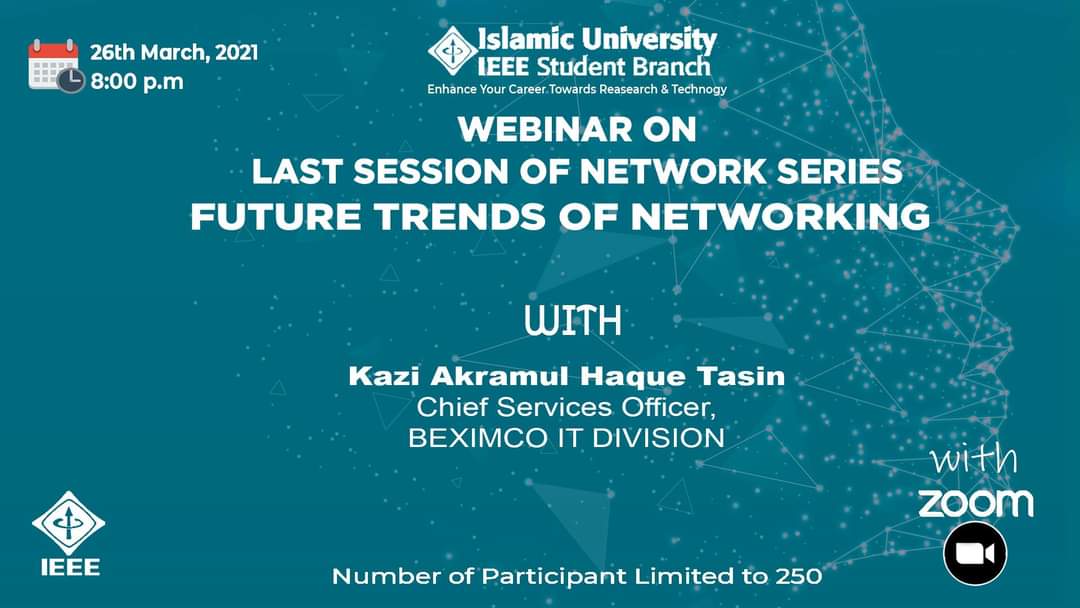 26th March, 2021
8:00 p.m
Islamic University
IEEE Student Branch
Enhance Your Career Towards Reasearch & Technogy
WEBINAR ON
LAST SESSION OF NETWORK SERIES
FUTURE TRENDS OF NETWORKING
WITH
Kazi Akramul Haque Tasin
Chief Services Officer,
BEXIMCO IT DIVISION
with
zoom
IEEE
Number of Participant Limited to 250